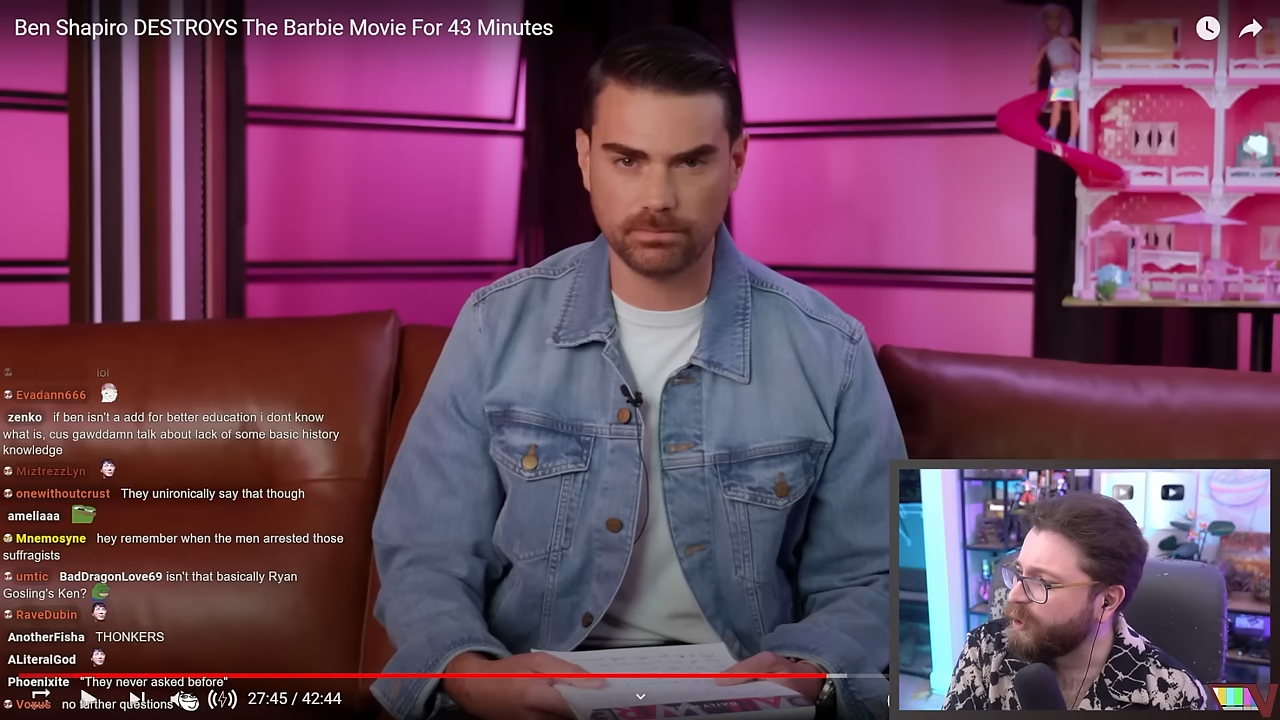 Ben Shapiro DESTROYS The Barbie Movie For 43 Minutes
lol
Evadann666
zenko if ben isn't a add for better education i dont know
what is, cus gawddamn talk about lack of some basic history
knowledge
MiztrezzLyn
onewithoutcrust They unironically say that though
ameliaaa
Mnemosyne hey remember when the men arrested those
suffragists
umtic BadDragonLove69 isn't that basically Ryan
Gosling's Ken?
RaveDubin
AnotherFisha THONKERS
ALiteralGod
Phoenixite "They never asked before"
Vorus no further questions
27:45 / 42:44